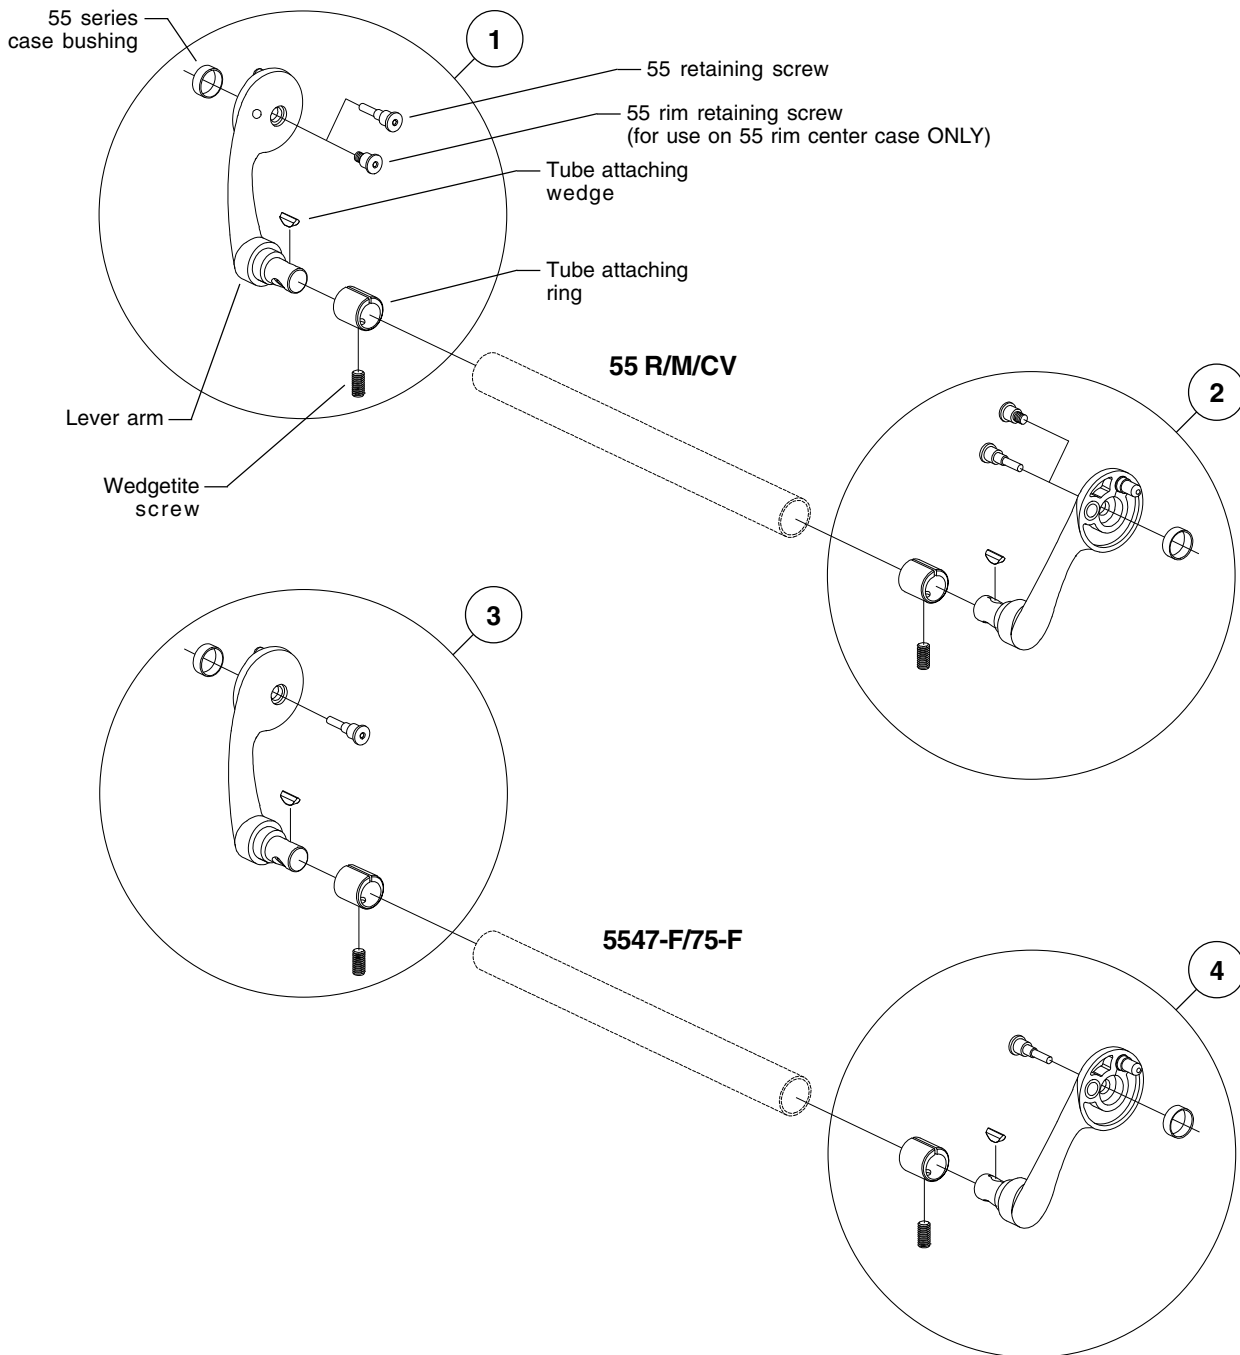 55 series
case bushing
1
55 retaining screw
55 rim retaining screw
(for use on 55 rim center case ONLY)
Tube attaching
wedge
Tube attaching
ring
55 R/M/CV
2
Lever arm
Wedgetite
screw
3
5547-F/75-F
4